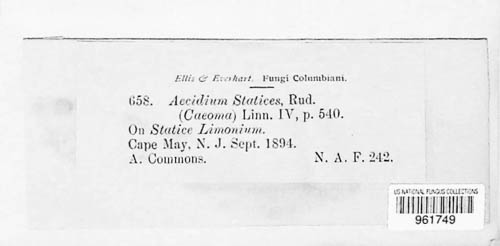 Ellis & Everhart. Fungi Columbiani.
658. Aecidium Statices, Rud.
(Caeoma) Linn. IV, p. 540.
On Statice Limonium.
Cape May, N. J. Sept. 1894.
A. Commons. N. A. F. 242.
US NATIONAL FUNGUS COLLECTIONS
961749